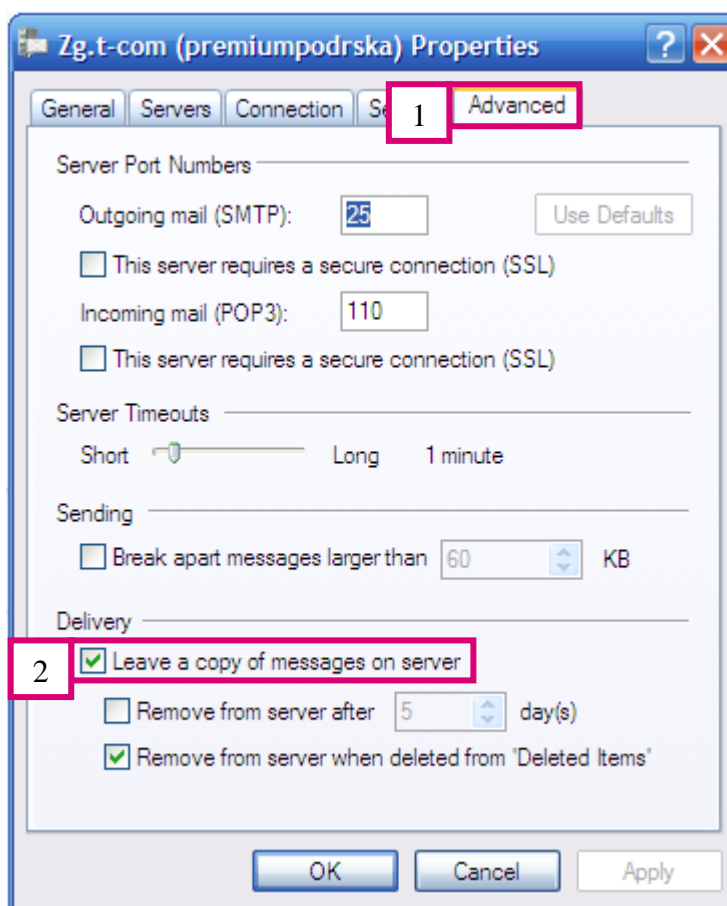 Zg.t-com (premiumpodrska) Properties
General Servers Connection Se 1 Advanced
Server Port Numbers
Outgoing mail (SMTP): 25 Use Defaults
This server requires a secure connection (SSL)
Incoming mail (POP3): 110
This server requires a secure connection (SSL)
Server Timeouts
Short Long 1 minute
Sending
Break apart messages larger than 60 KB
Delivery
2 Leave a copy of messages on server
Remove from server after 5 day(s)
Remove from server when deleted from 'Deleted Items'
OK Cancel Apply